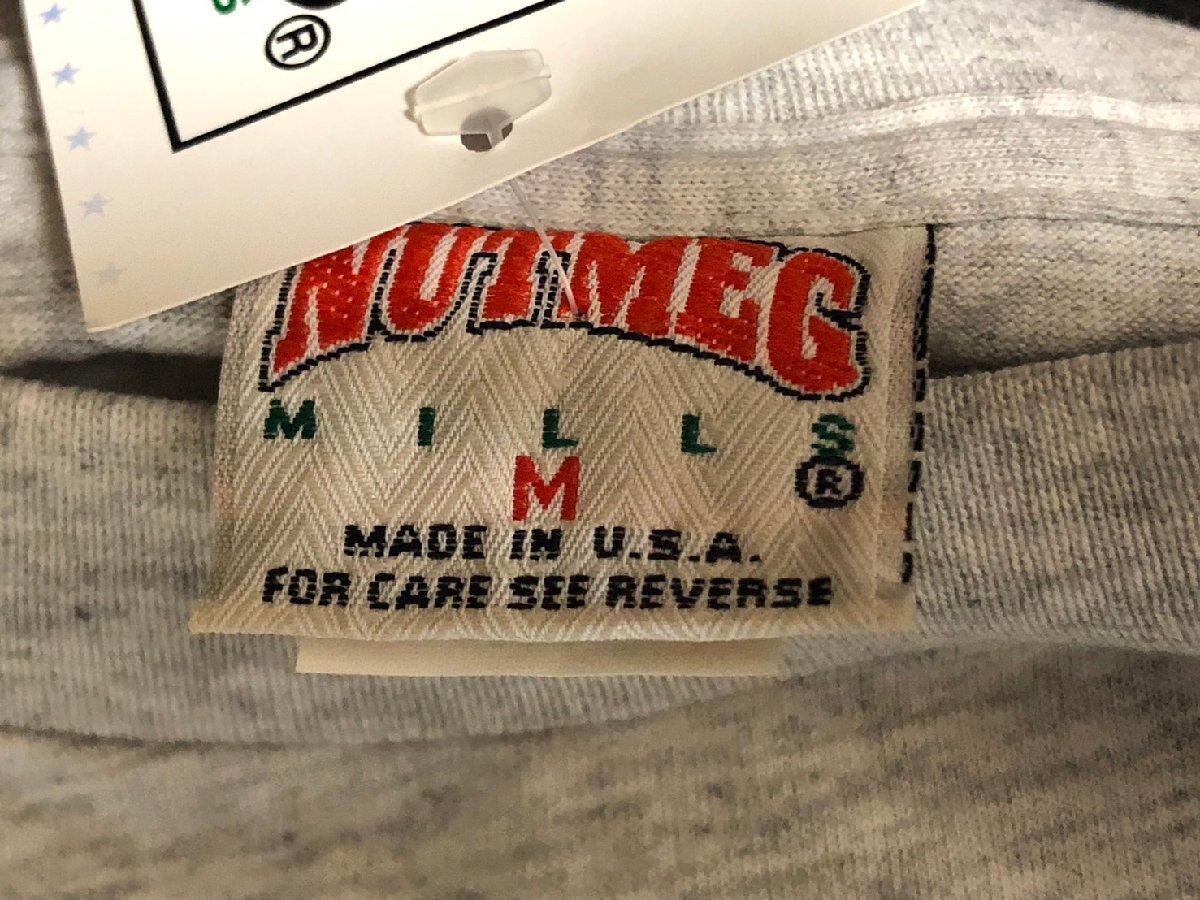 ®
NUTMEG
MILLS
®
M
MADE IN U.S.A.
FOR CARE SEE REVERSE